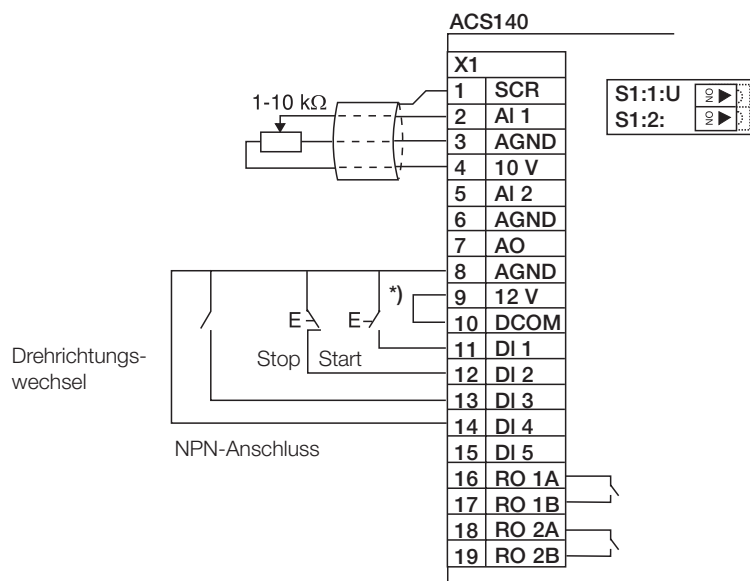 ACS140
X1
1 SCR
2 AI 1
3 AGND
4 10 V
5 AI 2
6 AGND
7 AO
8 AGND
9 12 V
10 DCOM
11 DI 1
12 DI 2
13 DI 3
14 DI 4
15 DI 5
16 RO 1A
17 RO 1B
18 RO 2A
19 RO 2B
1-10 kΩ
S1:1:U ON
S1:2: ON
*)
E E
Stop Start
Drehrichtungs-
wechsel
NPN-Anschluss